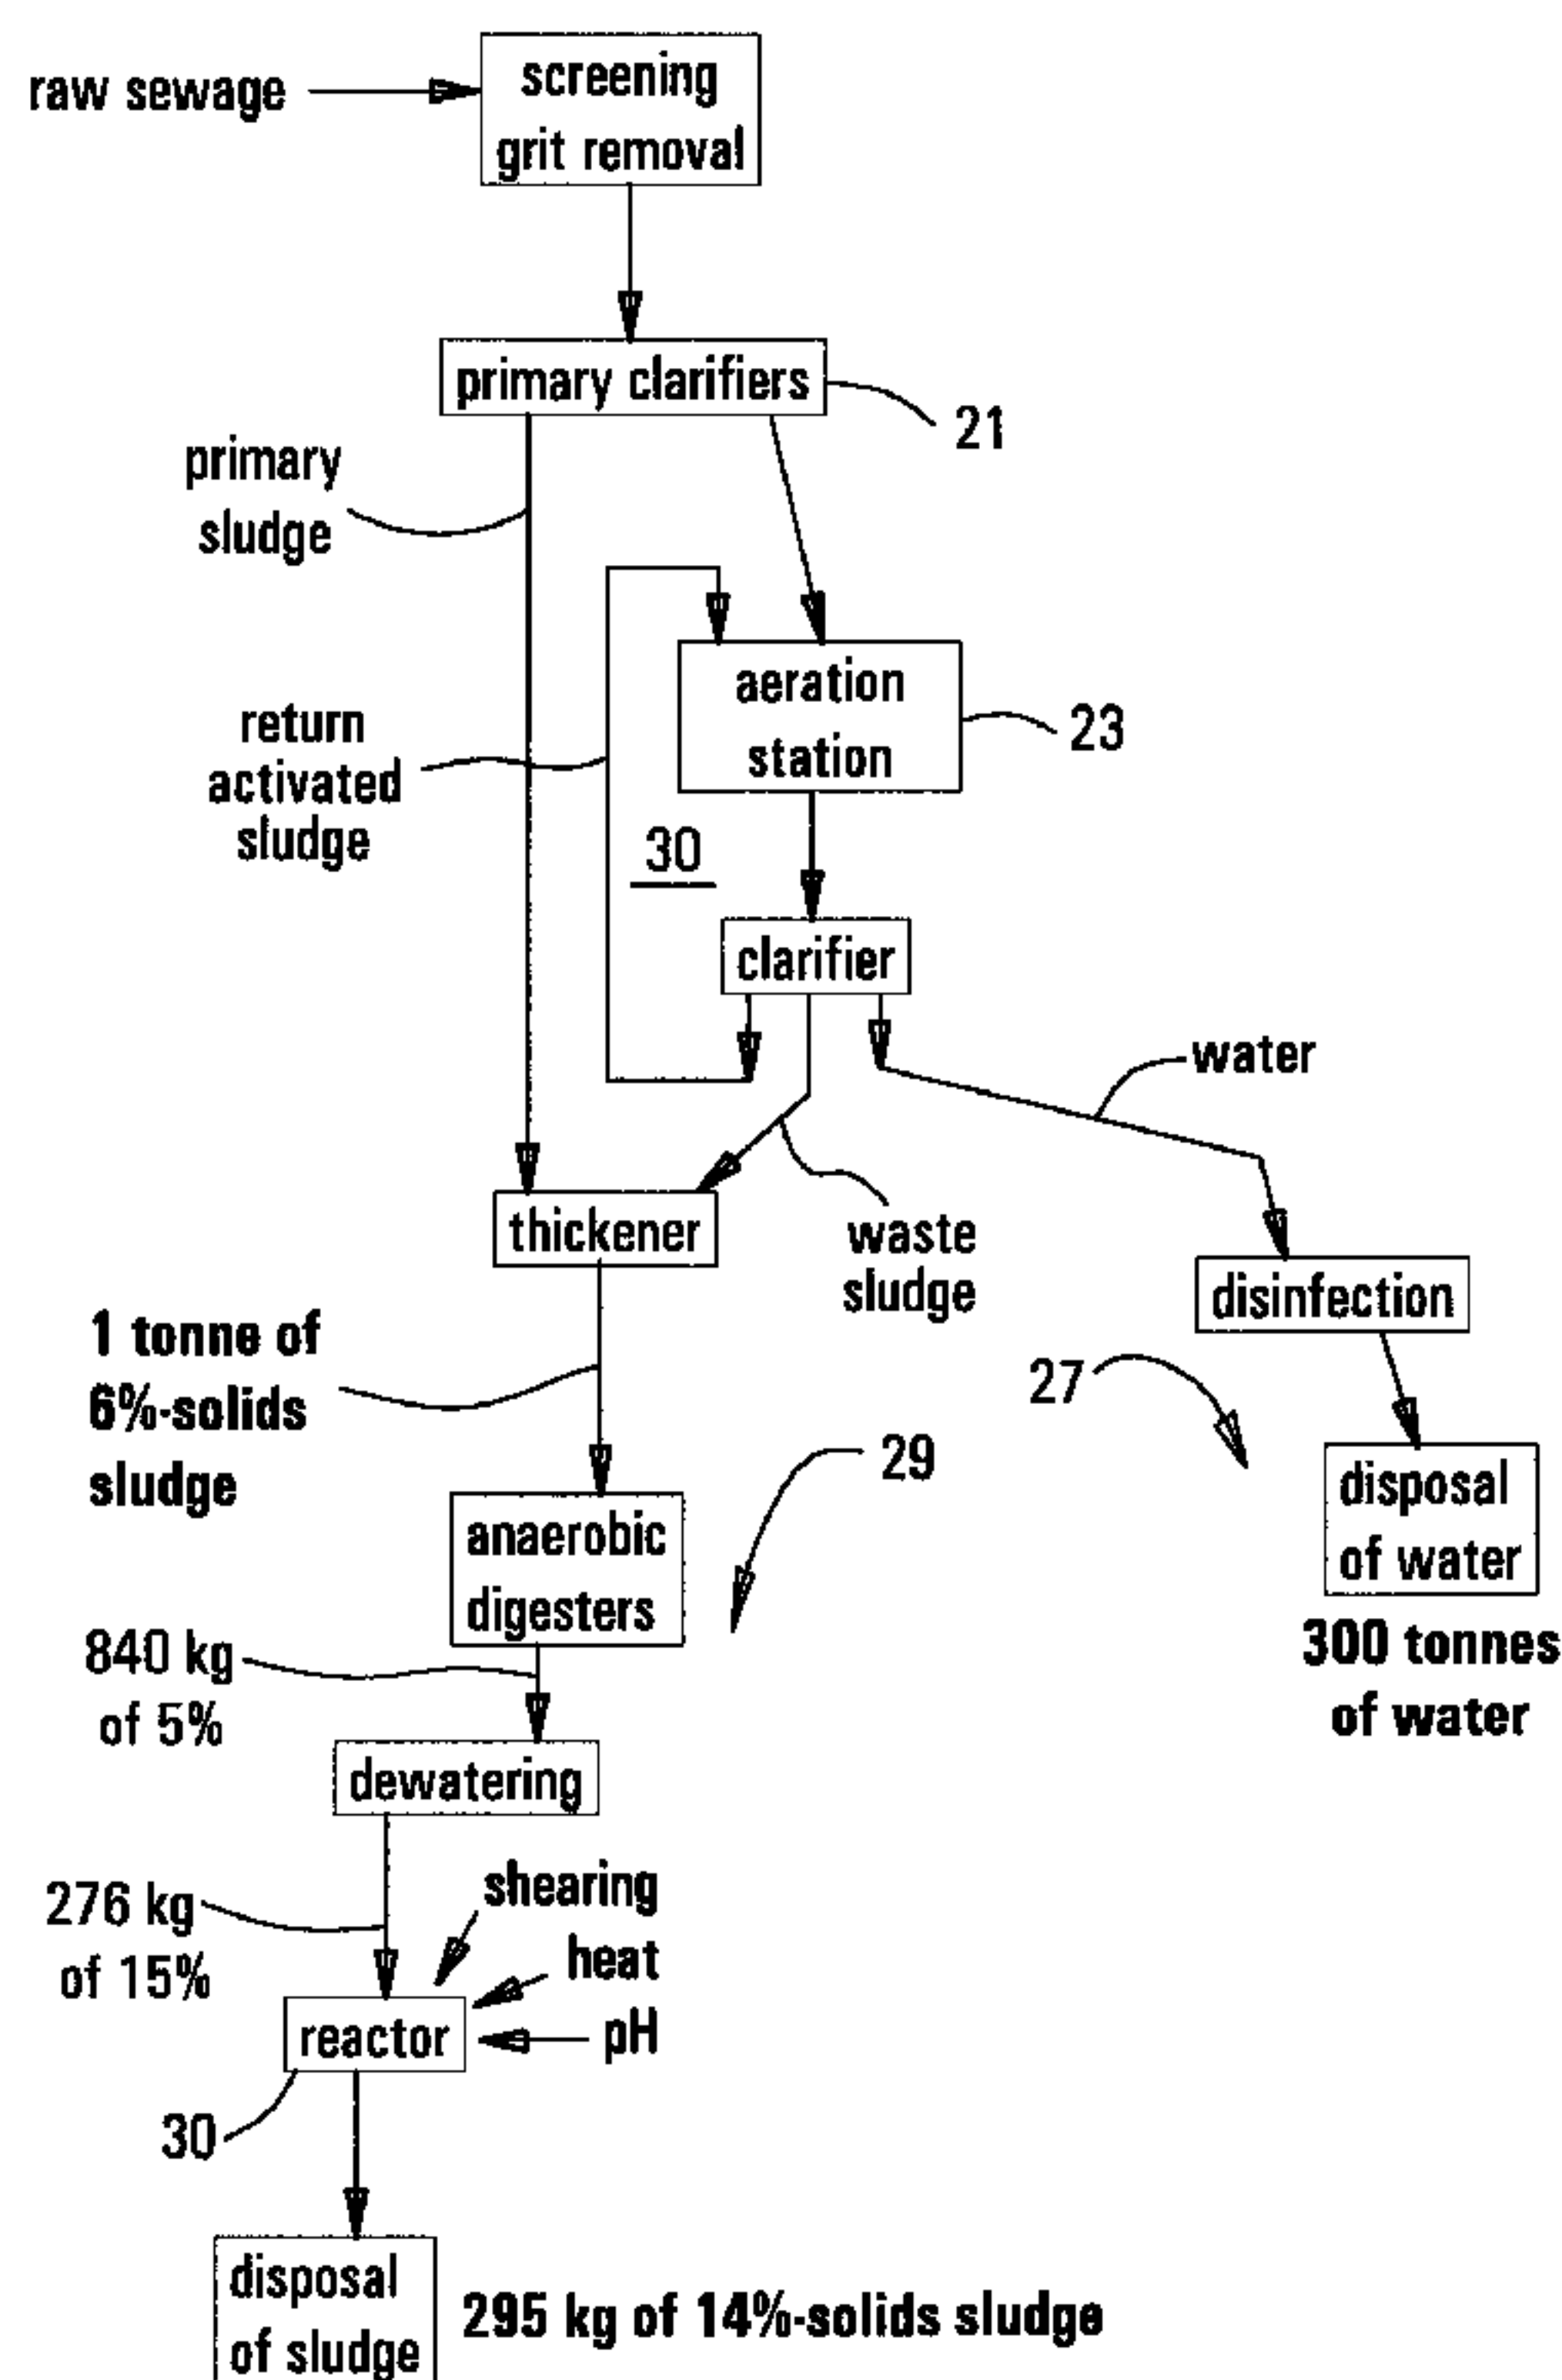 raw sewage
screening
grit removal
primary clarifiers
21
primary
sludge
aeration
station
23
return
activated
sludge
30
clarifier
water
thickener
waste
sludge
disinfection
1 tonne of
6%-solids
sludge
27
29
anaerobic
digesters
disposal
of water
300 tonnes
of water
840 kg
of 5%
dewatering
276 kg
of 15%
shearing
heat
pH
reactor
30
disposal
of sludge
295 kg of 14%-solids sludge